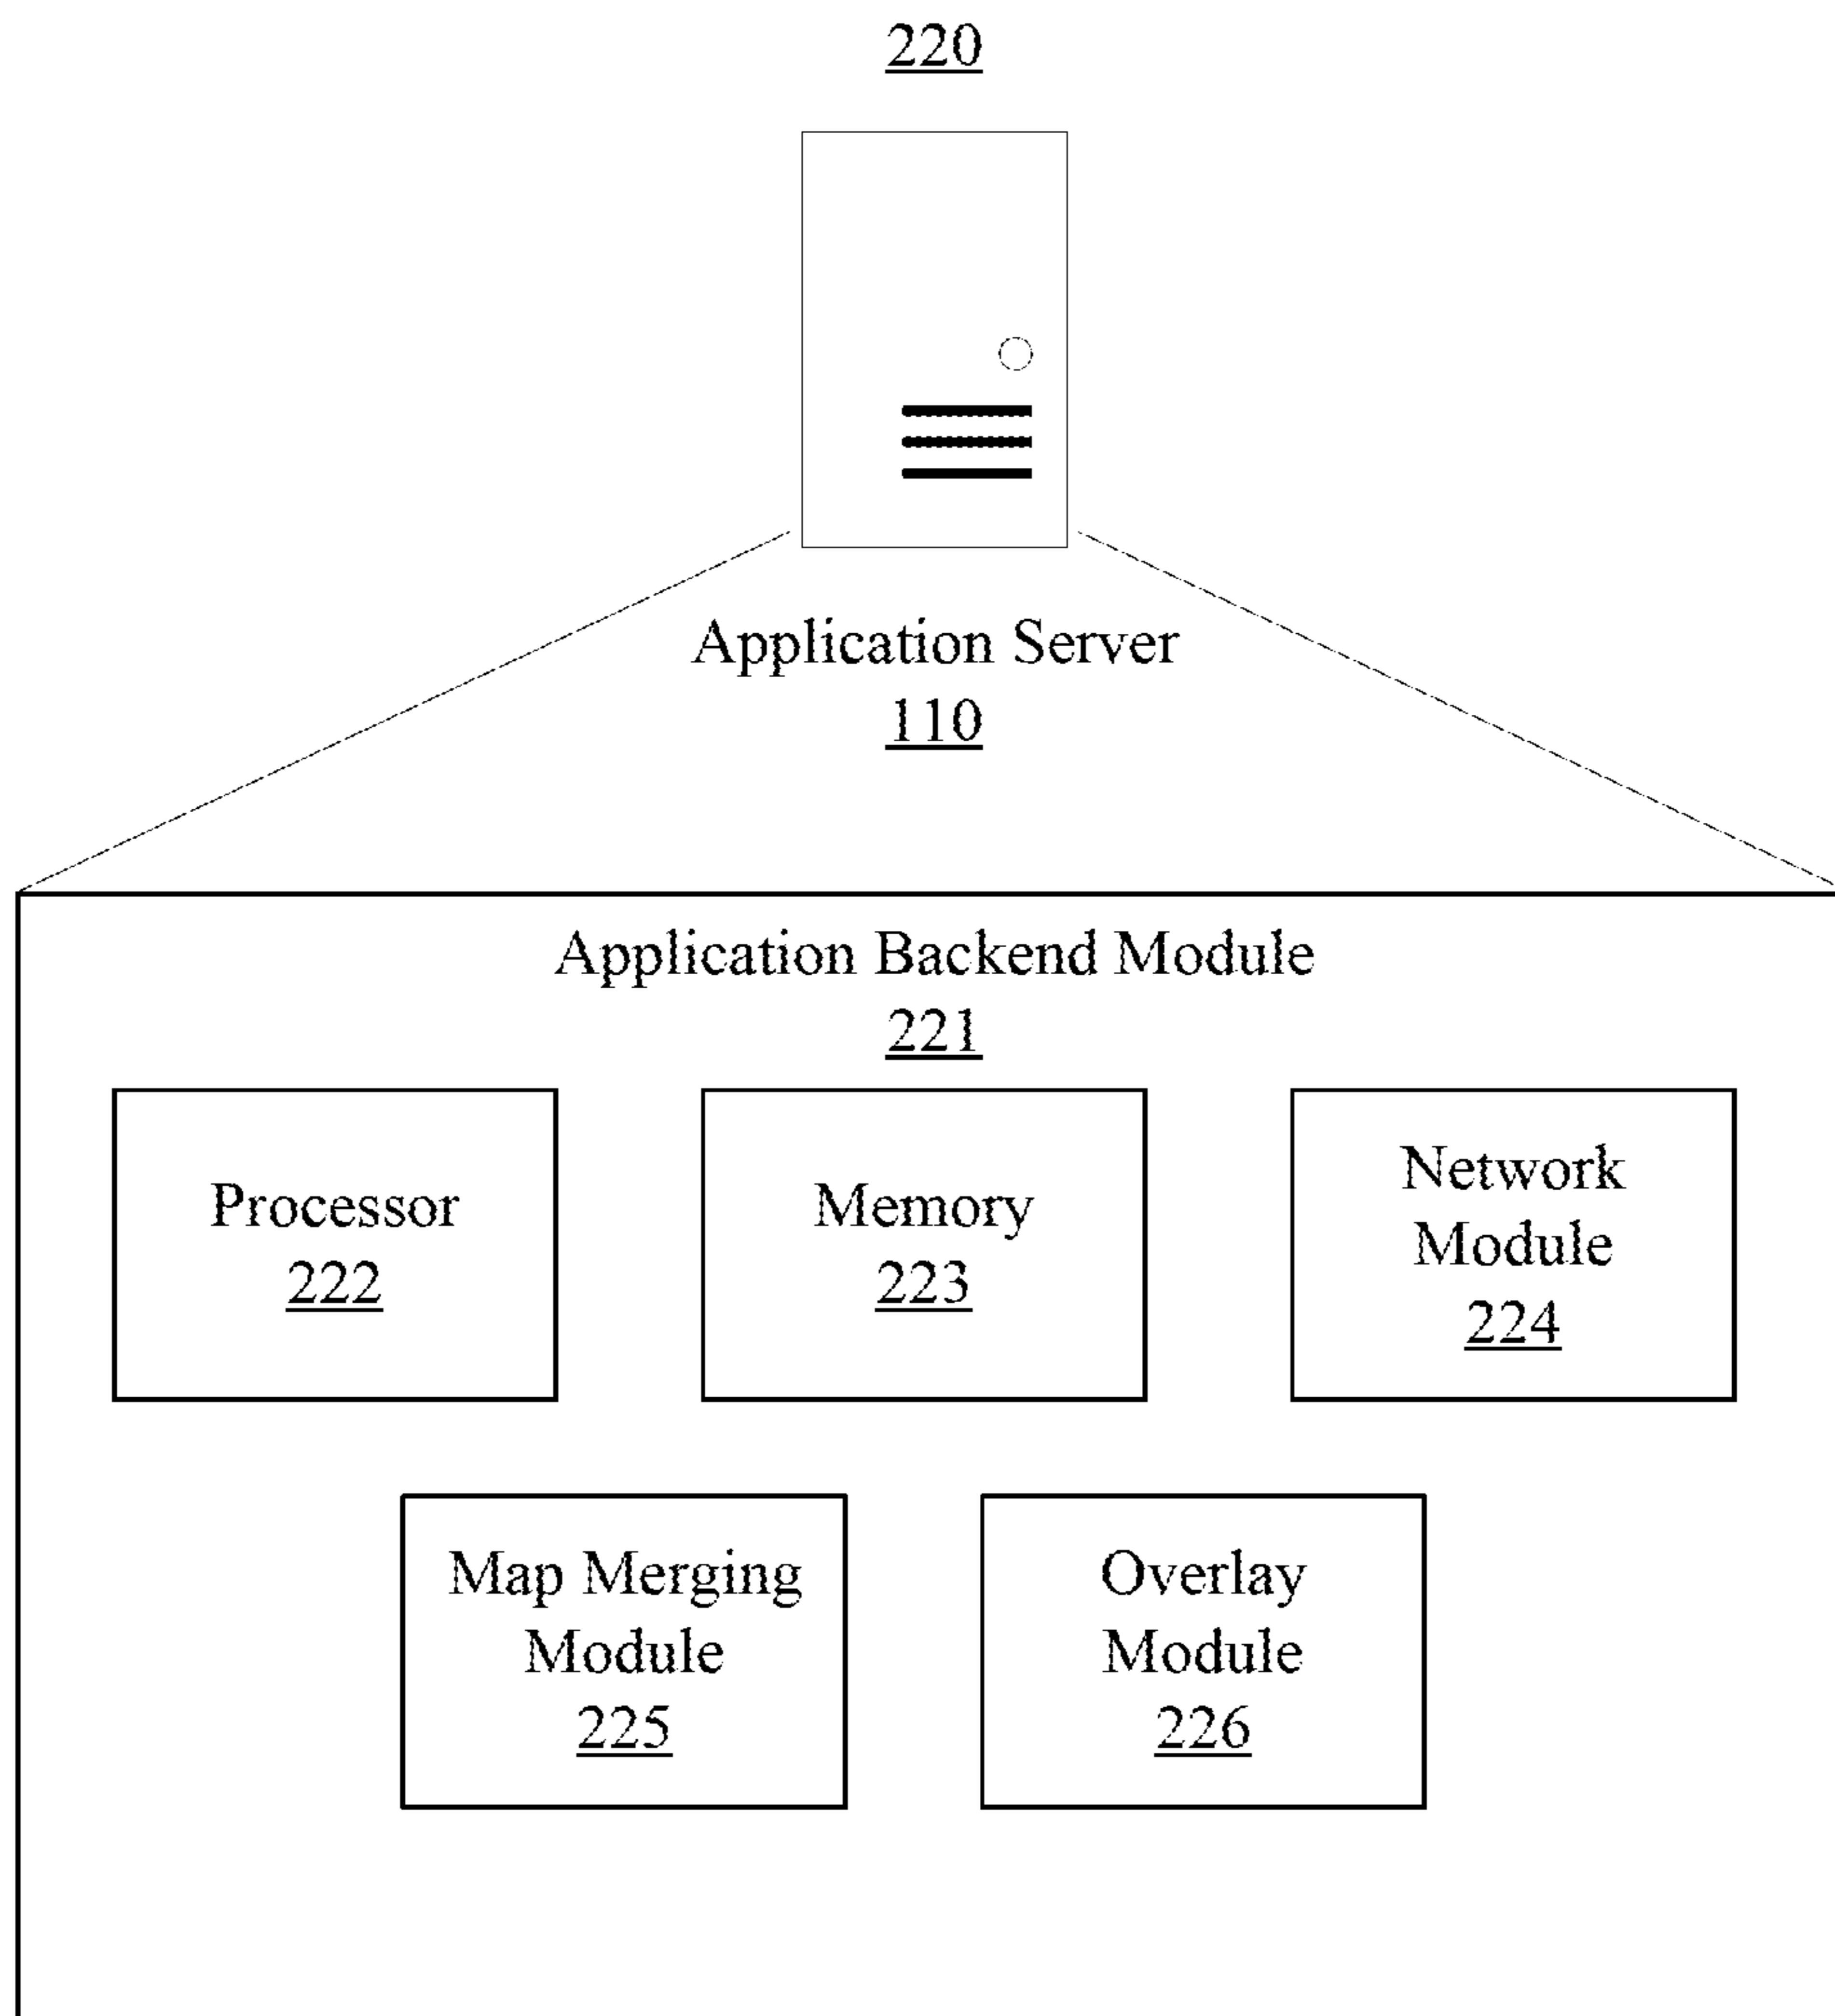 220
Application Server
110
Application Backend Module
221
Processor
222
Memory
223
Network
Module
224
Map Merging
Module
225
Overlay
Module
226